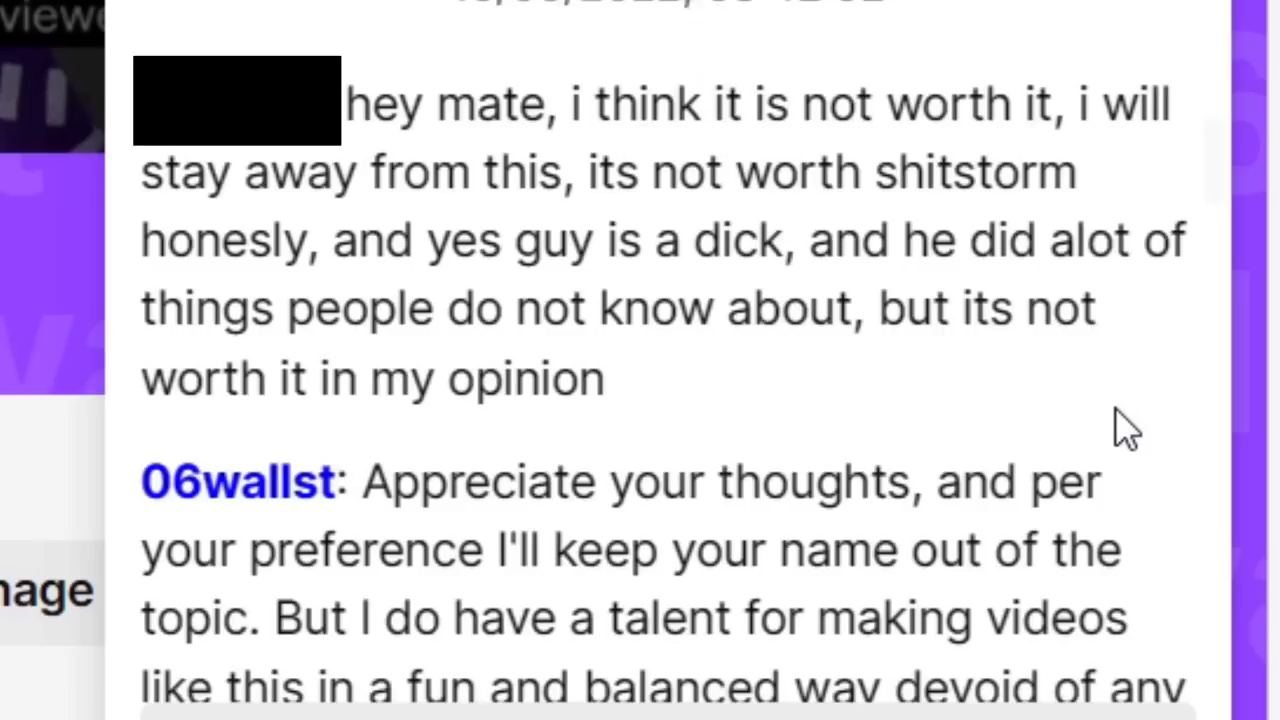 viewe
hey mate, i think it is not worth it, i will
stay away from this, its not worth shitstorm
honesly, and yes guy is a dick, and he did alot of
things people do not know about, but its not
worth it in my opinion
06wallst: Appreciate your thoughts, and per
your preference I'll keep your name out of the
topic. But I do have a talent for making videos
like this in a fun and balanced way devoid of any
nage